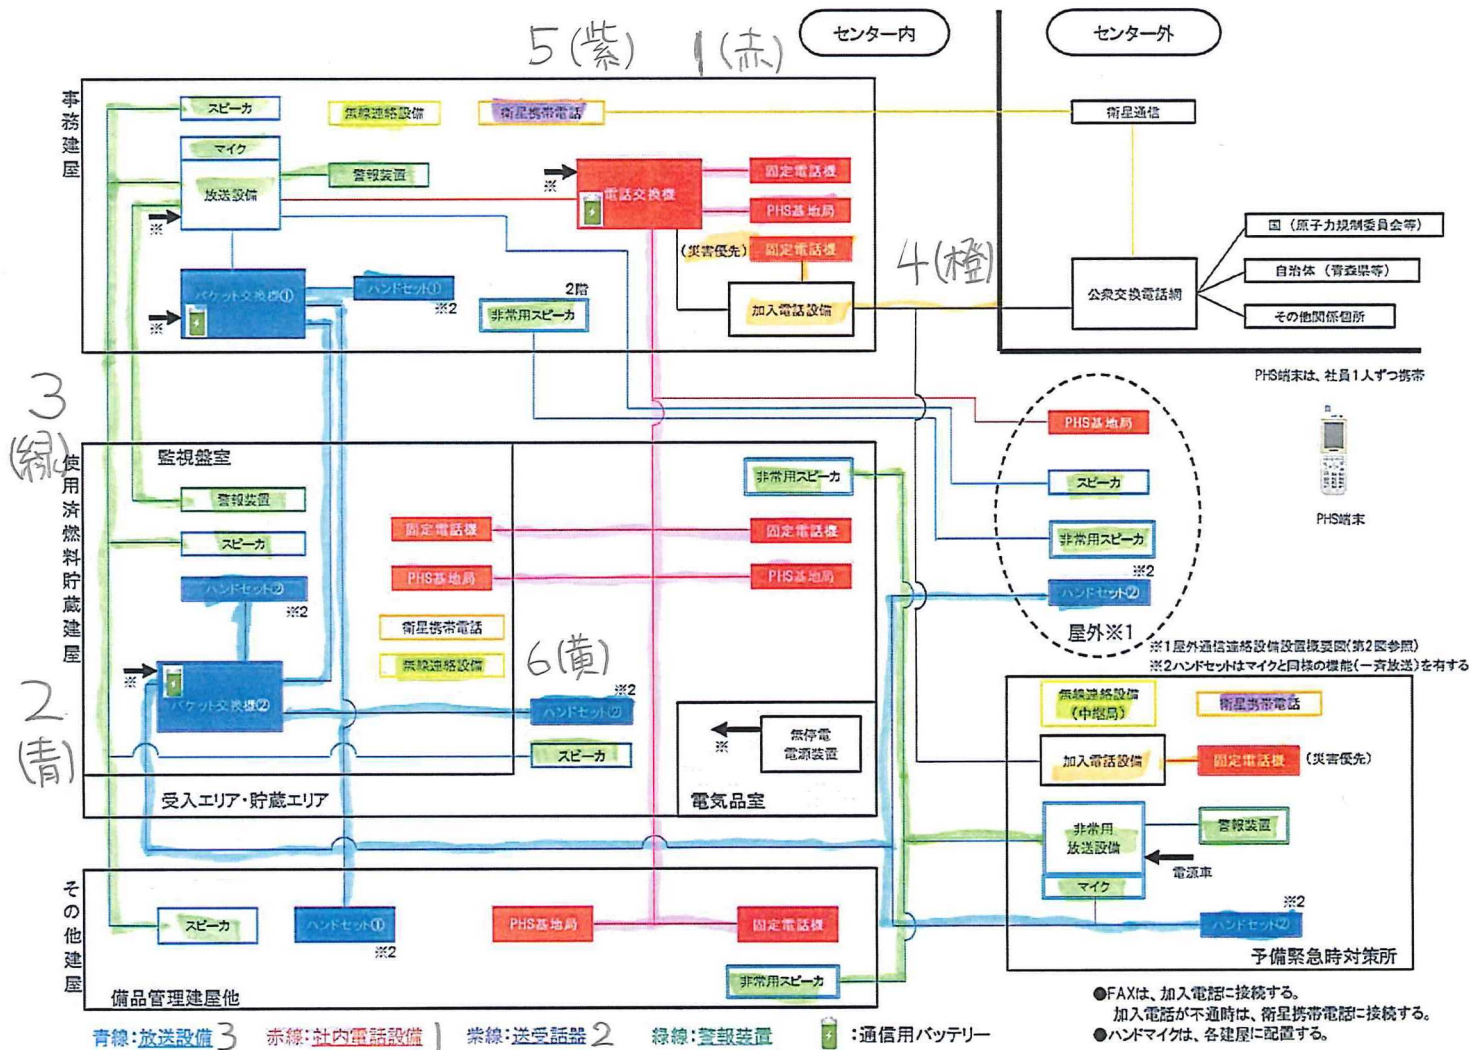 5(紫)
1(赤)
センター内
センター外
事務建屋
スピーカ
無線連絡設備
衛星携帯電話
衛星通信
マイク
放送設備
警報装置
※
※
電話交換機
固定電話機
PHS基地局
(災害優先)
固定電話機
4(橙)
国(原子力規制委員会等)
自治体(青森県等)
その他関係個所
公衆交換電話網
パケット交換機①
※
ハンドセット①
※2
2階
非常用スピーカ
加入電話設備
PHS端末は、社員1人ずつ携帯
PHS端末
3
(緑)
使用済燃料貯蔵建屋
監視盤室
警報装置
スピーカ
ハンドセット②
※2
固定電話機
PHS基地局
衛星携帯電話
無線連絡設備
6(黄)
非常用スピーカ
固定電話機
PHS基地局
PHS基地局
スピーカ
非常用スピーカ
※2
ハンドセット②
屋外※1
※1屋外通信連絡設備設置概要図(第2図参照)
※2ハンドセットはマイクと同様の機能(一斉放送)を有する
2
(青)
※
パケット交換機②
※2
ハンドセット②
スピーカ
※
無停電
電源装置
受入エリア・貯蔵エリア
電気品室
無線連絡設備
(中継局)
衛星携帯電話
加入電話設備
固定電話機
(災害優先)
非常用
放送設備
警報装置
電源車
マイク
※2
ハンドセット②
予備緊急時対策所
その他建屋
スピーカ
ハンドセット①
※2
PHS基地局
固定電話機
非常用スピーカ
備品管理建屋他
●FAXは、加入電話に接続する。
加入電話が不通時は、衛星携帯電話に接続する。
●ハンドマイクは、各建屋に配置する。
青線:放送設備 3 赤線:社内電話設備 1 紫線:送受話器 2 緑線:警報装置 :通信用バッテリー